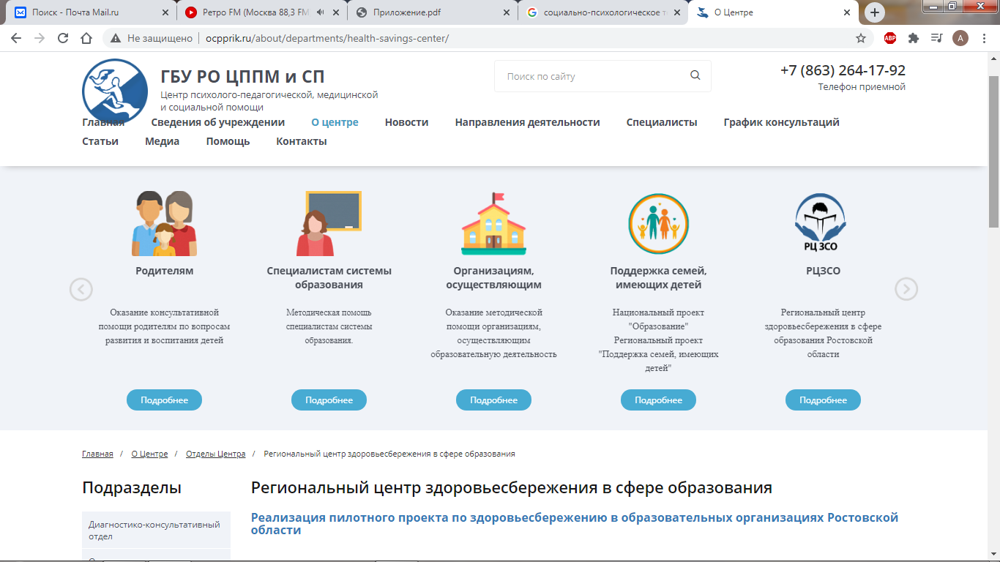 Поиск - Почта Mail.ru
Ретро FM (Москва 88,3 FM
Приложение.pdf
социально-психологическое т
О Центре
Не защищено
ocpprik.ru/about/departments/health-savings-center/
ABP
A
ГБУ РО ЦППМ и СП
Центр психолого-педагогической, медицинской
и социальной помощи
Поиск по сайту
+7 (863) 264-17-92
Телефон приемной
Главная Сведения об учреждении О центре Новости Направления деятельности Специалисты График консультаций
Статьи Медиа Помощь Контакты
Родителям
Оказание консультативной
помощи родителям по вопросам
развития и воспитания детей
Подробнее
Специалистам системы
образования
Методическая помощь
специалистам системы
образования.
Подробнее
Организациям,
осуществляющим
Оказание методической
помощи организациям,
осуществляющим
образовательную деятельность
Подробнее
Поддержка семей,
имеющих детей
Национальный проект
"Образование"
Региональный проект
"Поддержка семей, имеющих
детей"
Подробнее
РЦ ЗСО
РЦЗСО
Региональный центр
здоровьесбережения в сфере
образования Ростовской
области
Подробнее
Главная / О Центре / Отделы Центра / Региональный центр здоровьесбережения в сфере образования
Подразделы
Диагностико-консультативный
отдел
Региональный центр здоровьесбережения в сфере образования
Реализация пилотного проекта по здоровьесбережению в образовательных организациях Ростовской
области